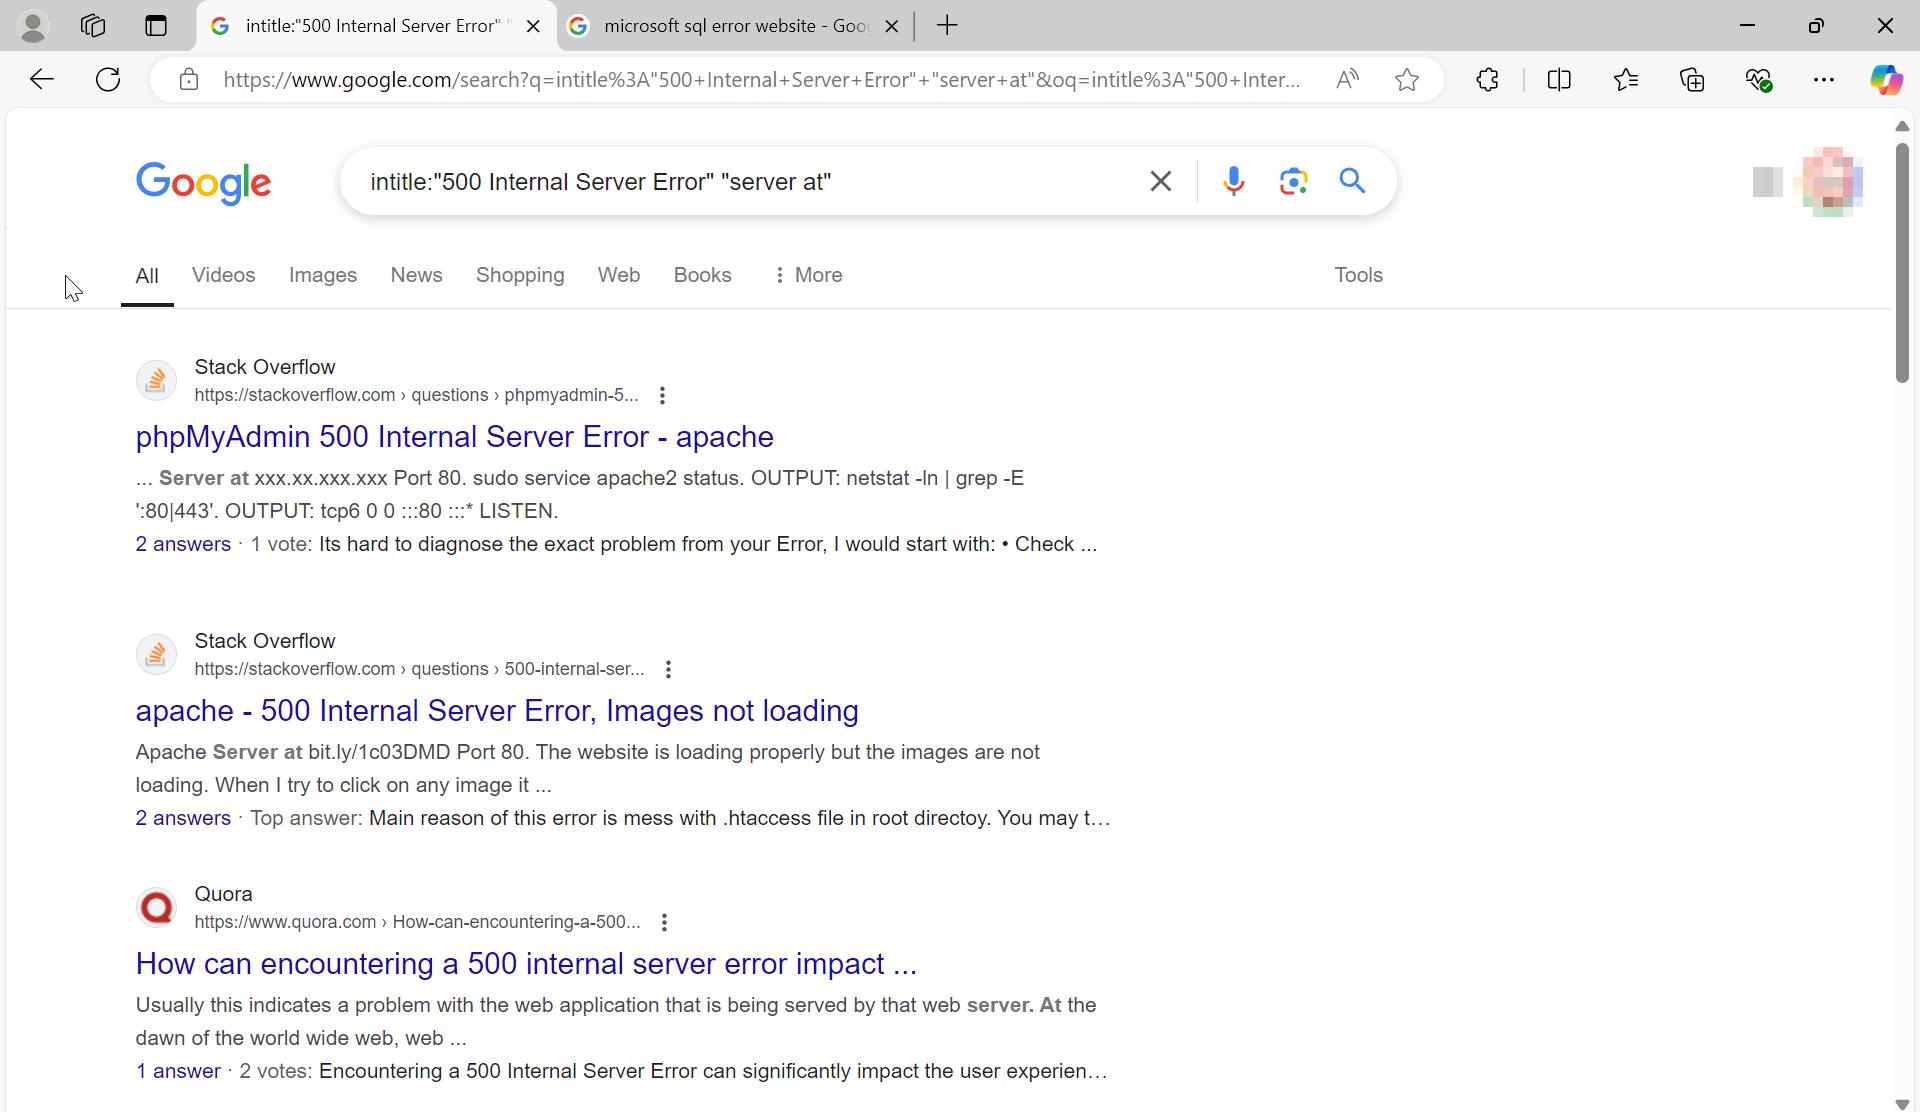 intitle:"500 Internal Server Error" "
microsoft sql error website - Goo
https://www.google.com/search?q=intitle%3A"500+Internal+Server+Error"+"server+at"&oq=intitle%3A"500+Inter...
Google
intitle:"500 Internal Server Error" "server at"
All Videos Images News Shopping Web Books More Tools
Stack Overflow
https://stackoverflow.com › questions › phpmyadmin-5...
phpMyAdmin 500 Internal Server Error - apache
... Server at xxx.xx.xxx.xxx Port 80. sudo service apache2 status. OUTPUT: netstat -ln | grep -E
':80|443'. OUTPUT: tcp6 0 0 :::80 :::* LISTEN.
2 answers · 1 vote: Its hard to diagnose the exact problem from your Error, I would start with: • Check ...
Stack Overflow
https://stackoverflow.com › questions › 500-internal-ser...
apache - 500 Internal Server Error, Images not loading
Apache Server at bit.ly/1c03DMD Port 80. The website is loading properly but the images are not
loading. When I try to click on any image it ...
2 answers · Top answer: Main reason of this error is mess with .htaccess file in root directoy. You may t...
Quora
https://www.quora.com › How-can-encountering-a-500...
How can encountering a 500 internal server error impact ...
Usually this indicates a problem with the web application that is being served by that web server. At the
dawn of the world wide web, web ...
1 answer · 2 votes: Encountering a 500 Internal Server Error can significantly impact the user experien...